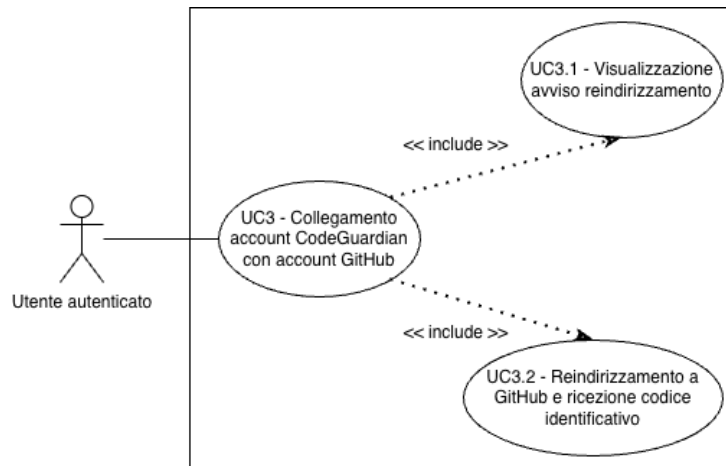 UC3.1 - Visualizzazione
avviso reindirizzamento
<< include >>
UC3 - Collegamento
account CodeGuardian
con account GitHub
Utente autenticato
<< include >>
UC3.2 - Reindirizzamento a
GitHub e ricezione codice
identificativo